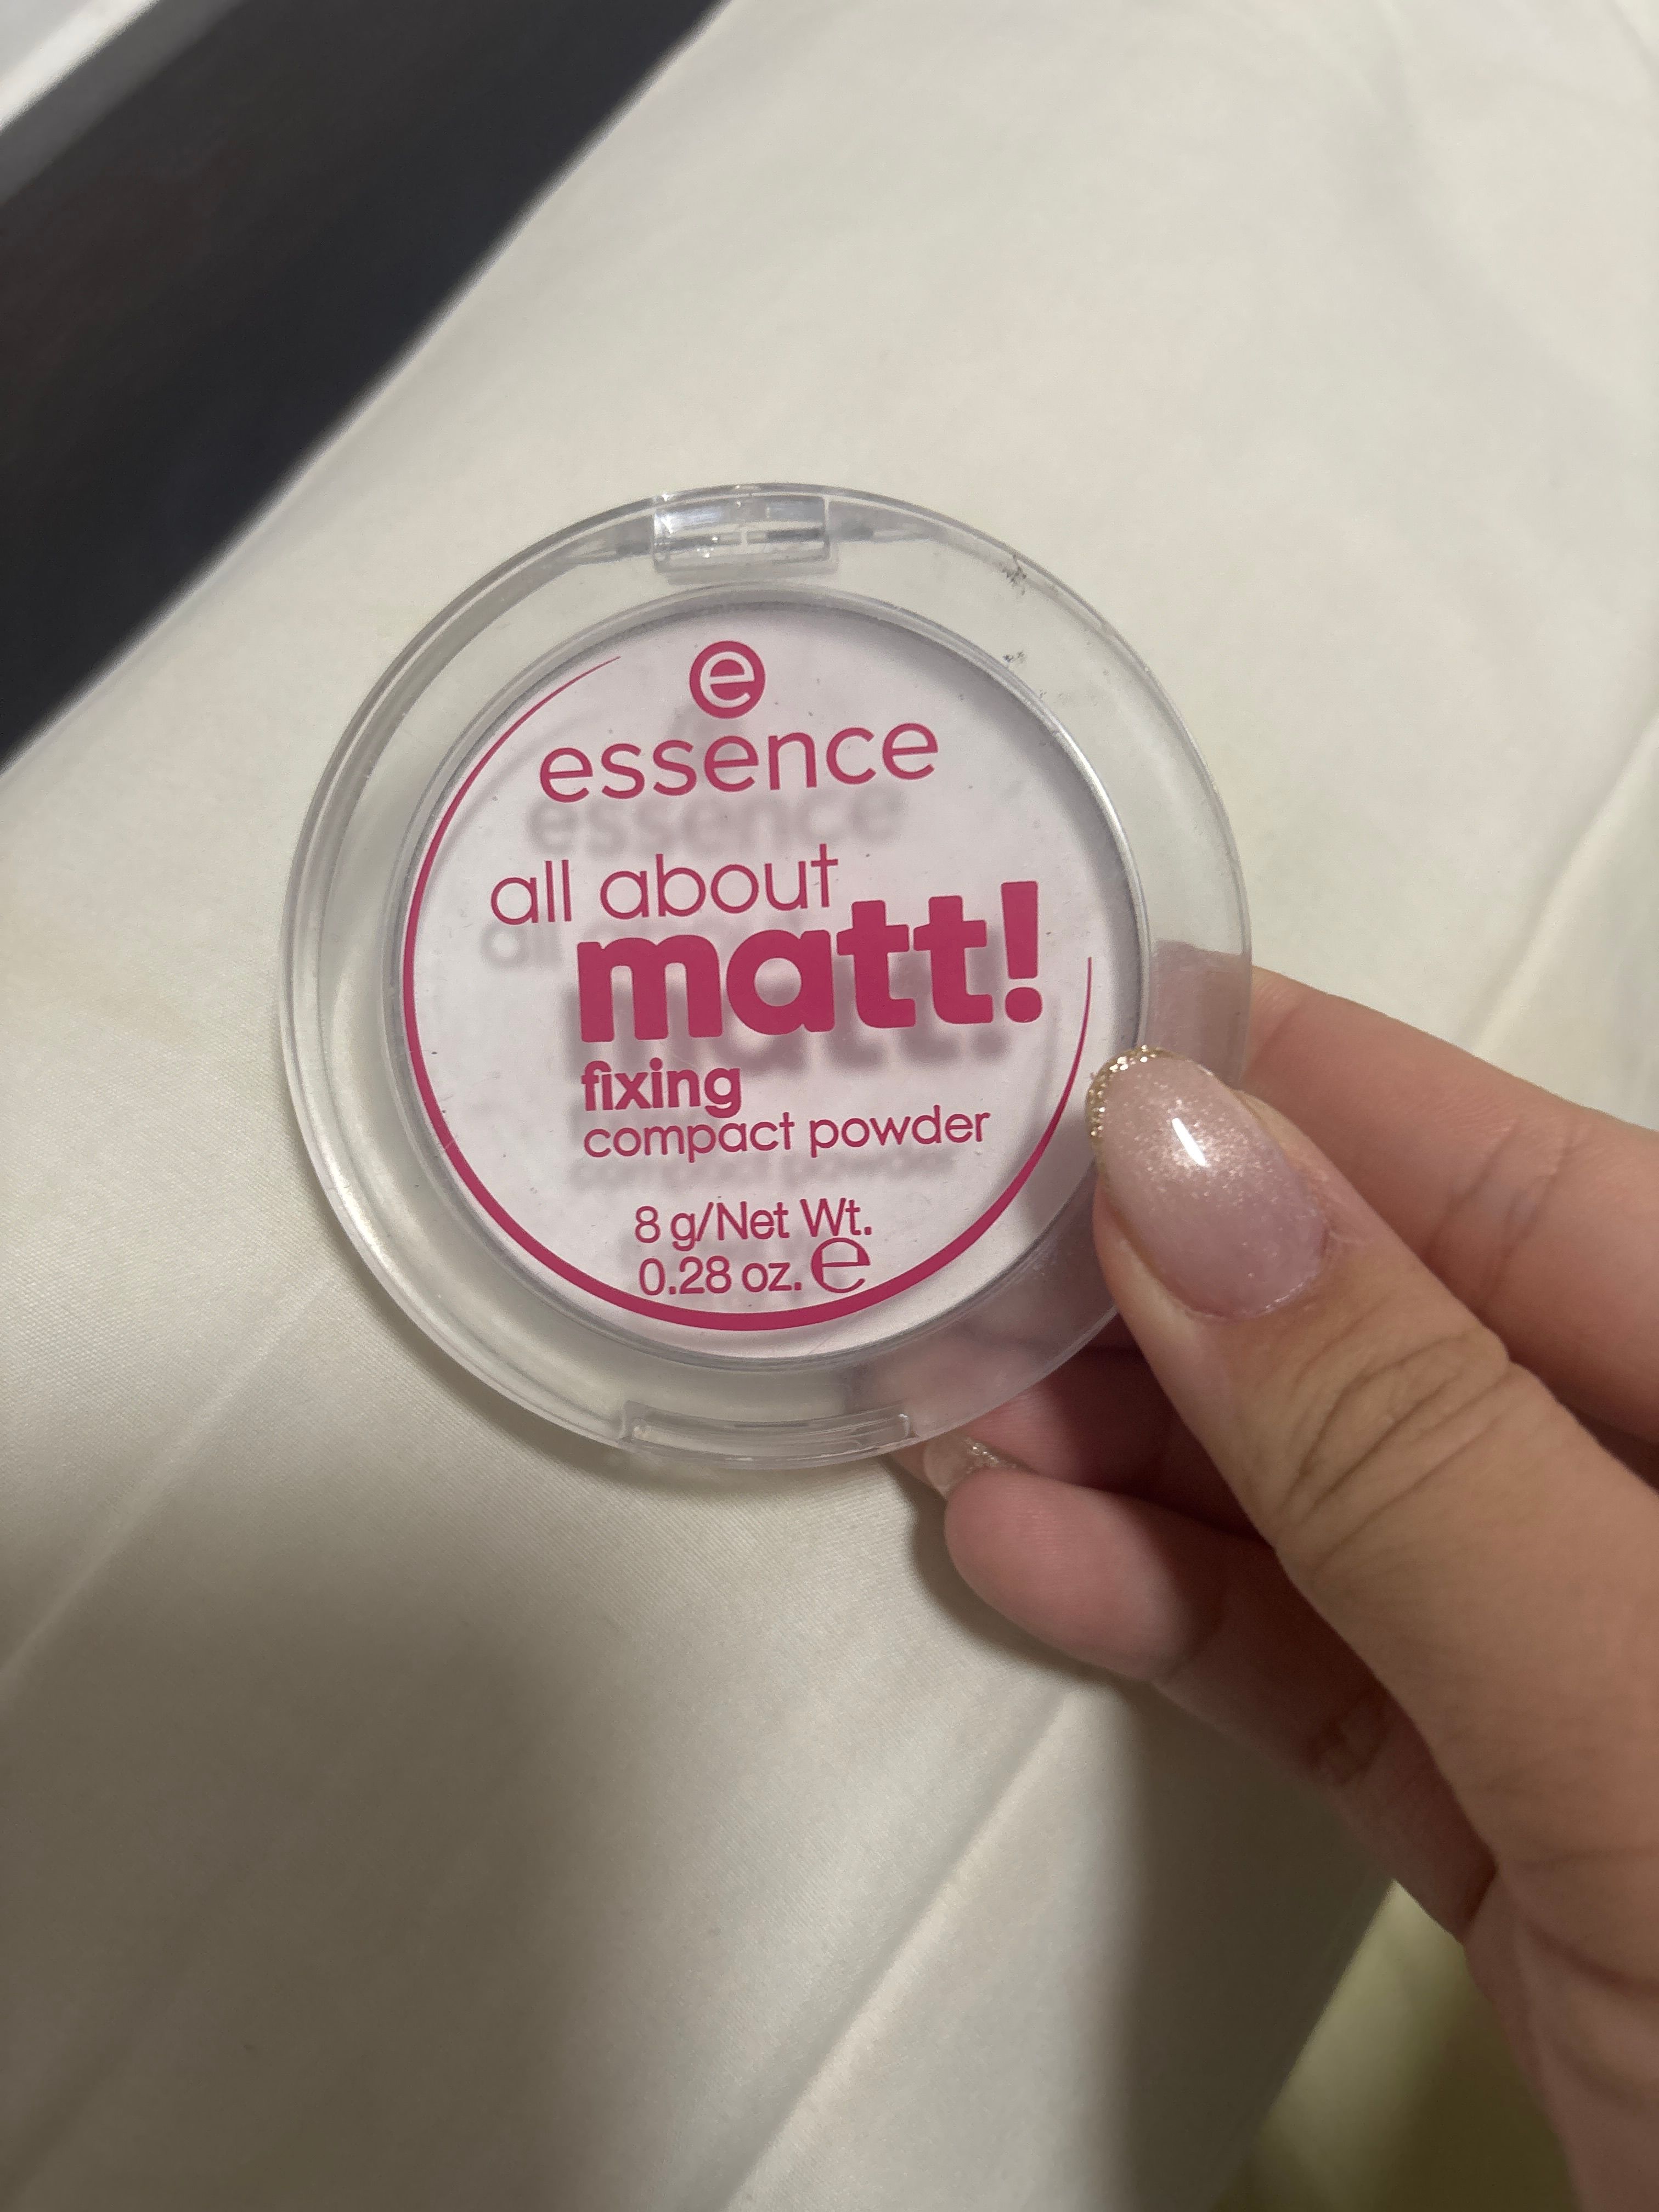 e
essence
all about
matt!
fixing
compact powder
8 g/Net Wt.
0.28 oz. ℮